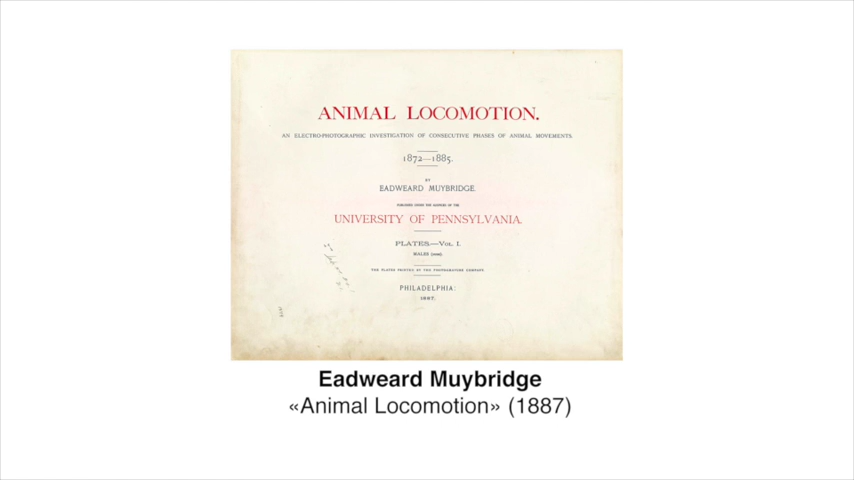 ANIMAL LOCOMOTION.
AN ELECTRO-PHOTOGRAPHIC INVESTIGATION OF CONSECUTIVE PHASES OF ANIMAL MOVEMENTS.
1872—1885.
BY
EADWEARD MUYBRIDGE.
PUBLISHED UNDER THE AUSPICES OF THE
UNIVERSITY OF PENNSYLVANIA.
PLATES.—VOL. I.
MALES (nude).
THE PLATES PRINTED BY THE PHOTOGRAVURE COMPANY.
PHILADELPHIA:
1887.
Eadweard Muybridge
«Animal Locomotion» (1887)